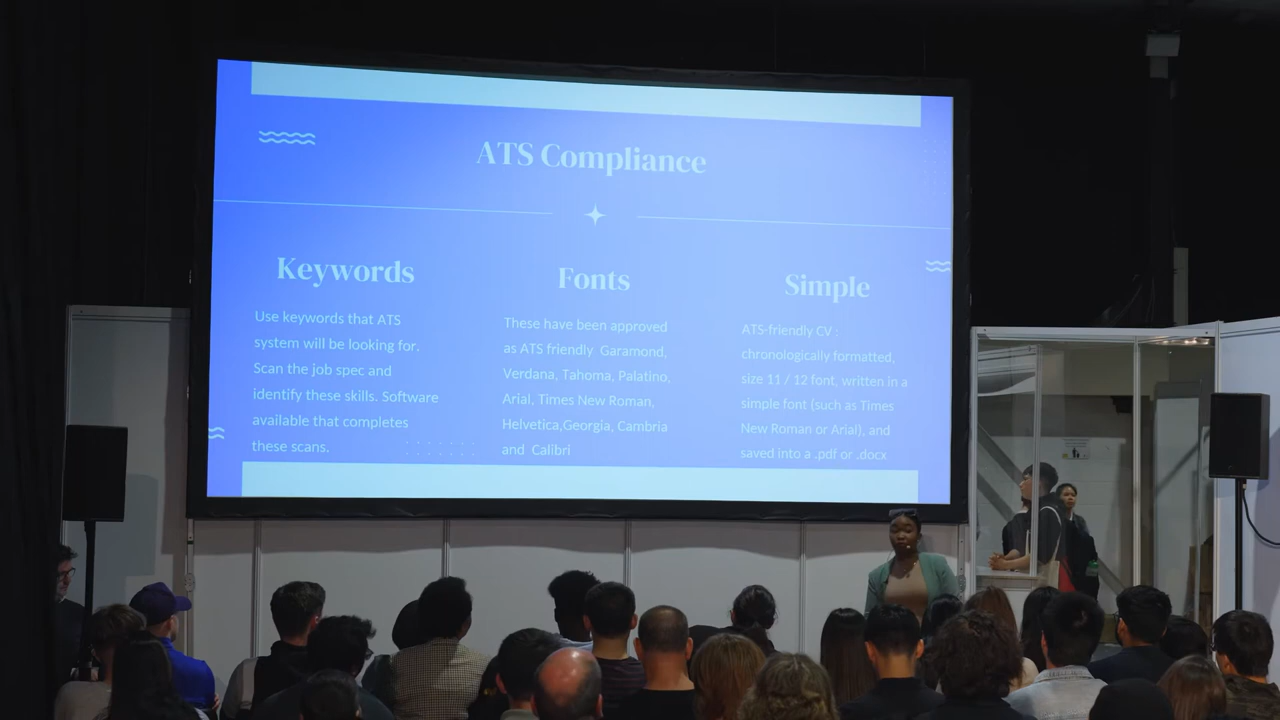 ATS Compliance
Keywords
Use keywords that ATS
system will be looking for.
Scan the job spec and
identify these skills. Software
available that completes
these scans.
Fonts
These have been approved
as ATS friendly  Garamond,
Verdana, Tahoma, Palatino,
Arial, Times New Roman,
Helvetica,Georgia, Cambria
and  Calibri
Simple
ATS-friendly CV :
chronologically formatted,
size 11 / 12 font, written in a
simple font (such as Times
New Roman or Arial), and
saved into a .pdf or .docx